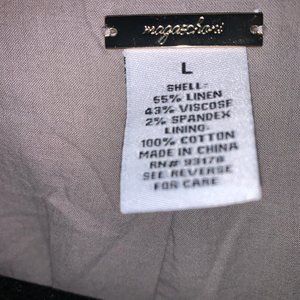 magaschoni
L
SHELL:
55% LINEN
43% VISCOSE
2% SPANDEX
LINING:
100% COTTON
MADE IN CHINA
RN# 93178
SEE REVERSE
FOR CARE